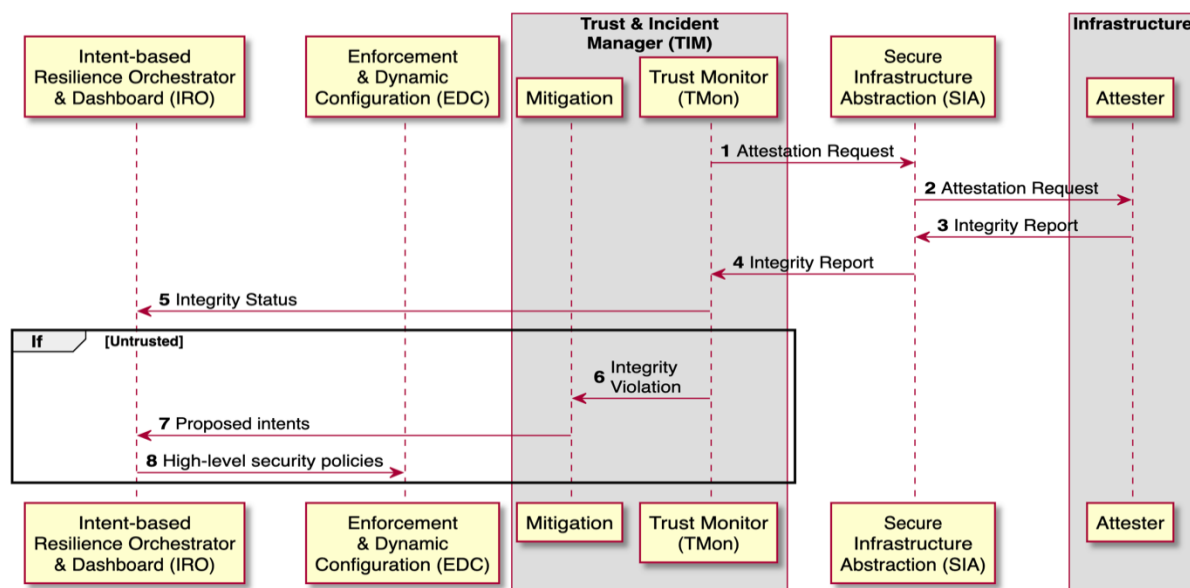 Trust & Incident
Manager (TIM)
Infrastructure
Intent-based
Resilience Orchestrator
& Dashboard (IRO)
Enforcement
& Dynamic
Configuration (EDC)
Mitigation
Trust Monitor
(TMon)
Secure
Infrastructure
Abstraction (SIA)
Attester
1 Attestation Request
2 Attestation Request
3 Integrity Report
4 Integrity Report
5 Integrity Status
If [Untrusted]
6 Integrity
Violation
7 Proposed intents
8 High-level security policies
Intent-based
Resilience Orchestrator
& Dashboard (IRO)
Enforcement
& Dynamic
Configuration (EDC)
Mitigation
Trust Monitor
(TMon)
Secure
Infrastructure
Abstraction (SIA)
Attester